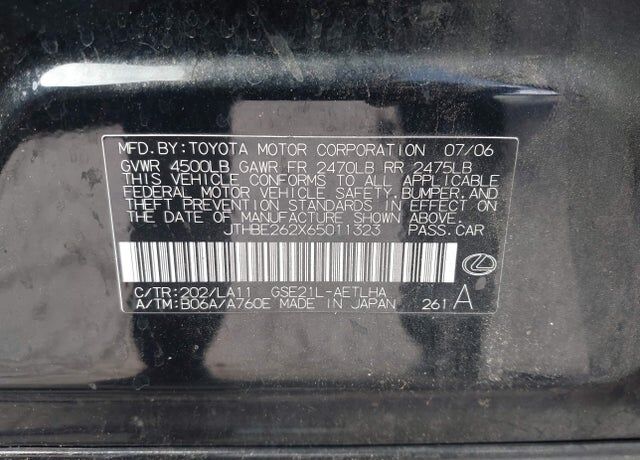 MFD.BY:TOYOTA MOTOR CORPORATION 07/06
GVWR 4500LB GAWR FR 2470LB RR 2475LB
THIS VEHICLE CONFORMS TO ALL APPLICABLE
FEDERAL MOTOR VEHICLE SAFETY,BUMPER,AND
THEFT PREVENTION STANDARDS IN EFFECT ON
THE DATE OF MANUFACTURE SHOWN ABOVE.
JTHBE262X65011323 PASS.CAR
C/TR:202/LA11 GSE21L-AETLHA
A/TM:B06A/A760E MADE IN JAPAN 261 A